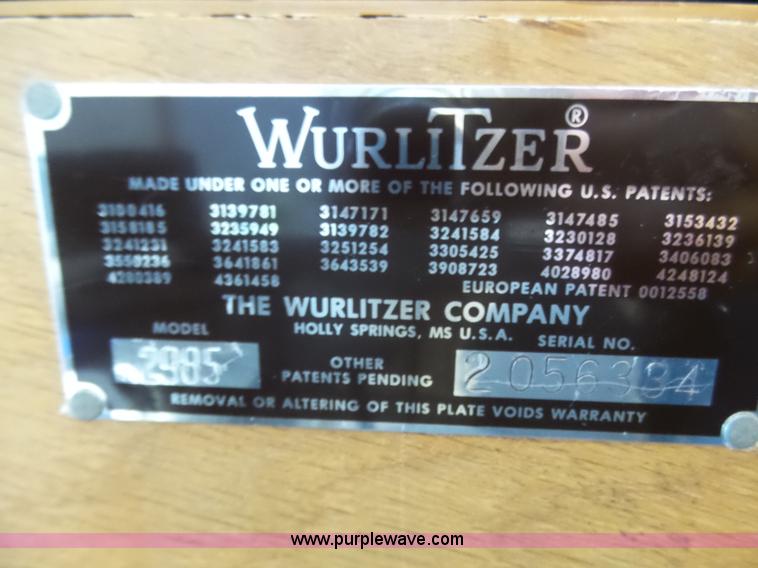 WURLITZER®
MADE UNDER ONE OR MORE OF THE FOLLOWING U.S. PATENTS:
3100416 3139781 3147171 3147659 3147485 3153432
3158185 3235949 3139782 3241584 3230128 3236139
3241231 3241583 3251254 3305425 3374817 3406083
3550236 3641861 3643539 3908723 4028980 4248124
4280389 4361458 EUROPEAN PATENT 0012558
THE WURLITZER COMPANY
HOLLY SPRINGS, MS U.S.A.
MODEL 2985
OTHER PATENTS PENDING
SERIAL NO. 2056334
REMOVAL OR ALTERING OF THIS PLATE VOIDS WARRANTY
www.purplewave.com